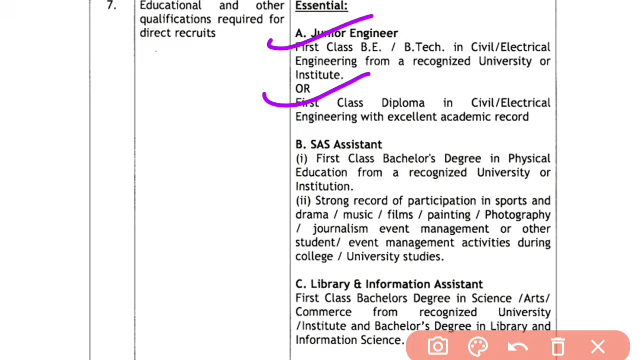 7. Educational and other Essential:
qualifications required for
direct recruits A. Junior Engineer
First Class B.E. / B.Tech. in Civil/Electrical
Engineering from a recognized University or
Institute.
OR
First Class Diploma in Civil/Electrical
Engineering with excellent academic record
B. SAS Assistant
(i) First Class Bachelor's Degree in Physical
Education from a recognized University or
Institution.
(ii) Strong record of participation in sports and
drama / music / films / painting / Photography
/ journalism event management or other
student/ event management activities during
college / University studies.
C. Library & Information Assistant
First Class Bachelors Degree in Science /Arts/
Commerce from recognized University
/Institute and Bachelor's Degree in Library and
Information Science.